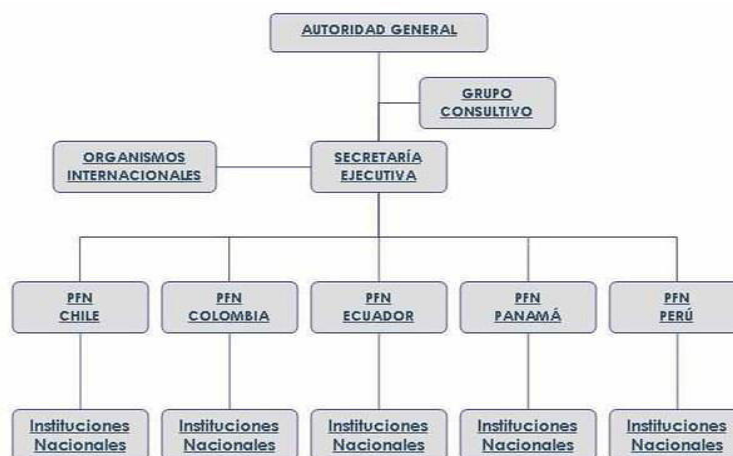 AUTORIDAD GENERAL
GRUPO
CONSULTIVO
ORGANISMOS
INTERNACIONALES
SECRETARÍA
EJECUTIVA
PFN
CHILE
PFN
COLOMBIA
PFN
ECUADOR
PFN
PANAMÁ
PFN
PERÚ
Instituciones
Nacionales
Instituciones
Nacionales
Instituciones
Nacionales
Instituciones
Nacionales
Instituciones
Nacionales